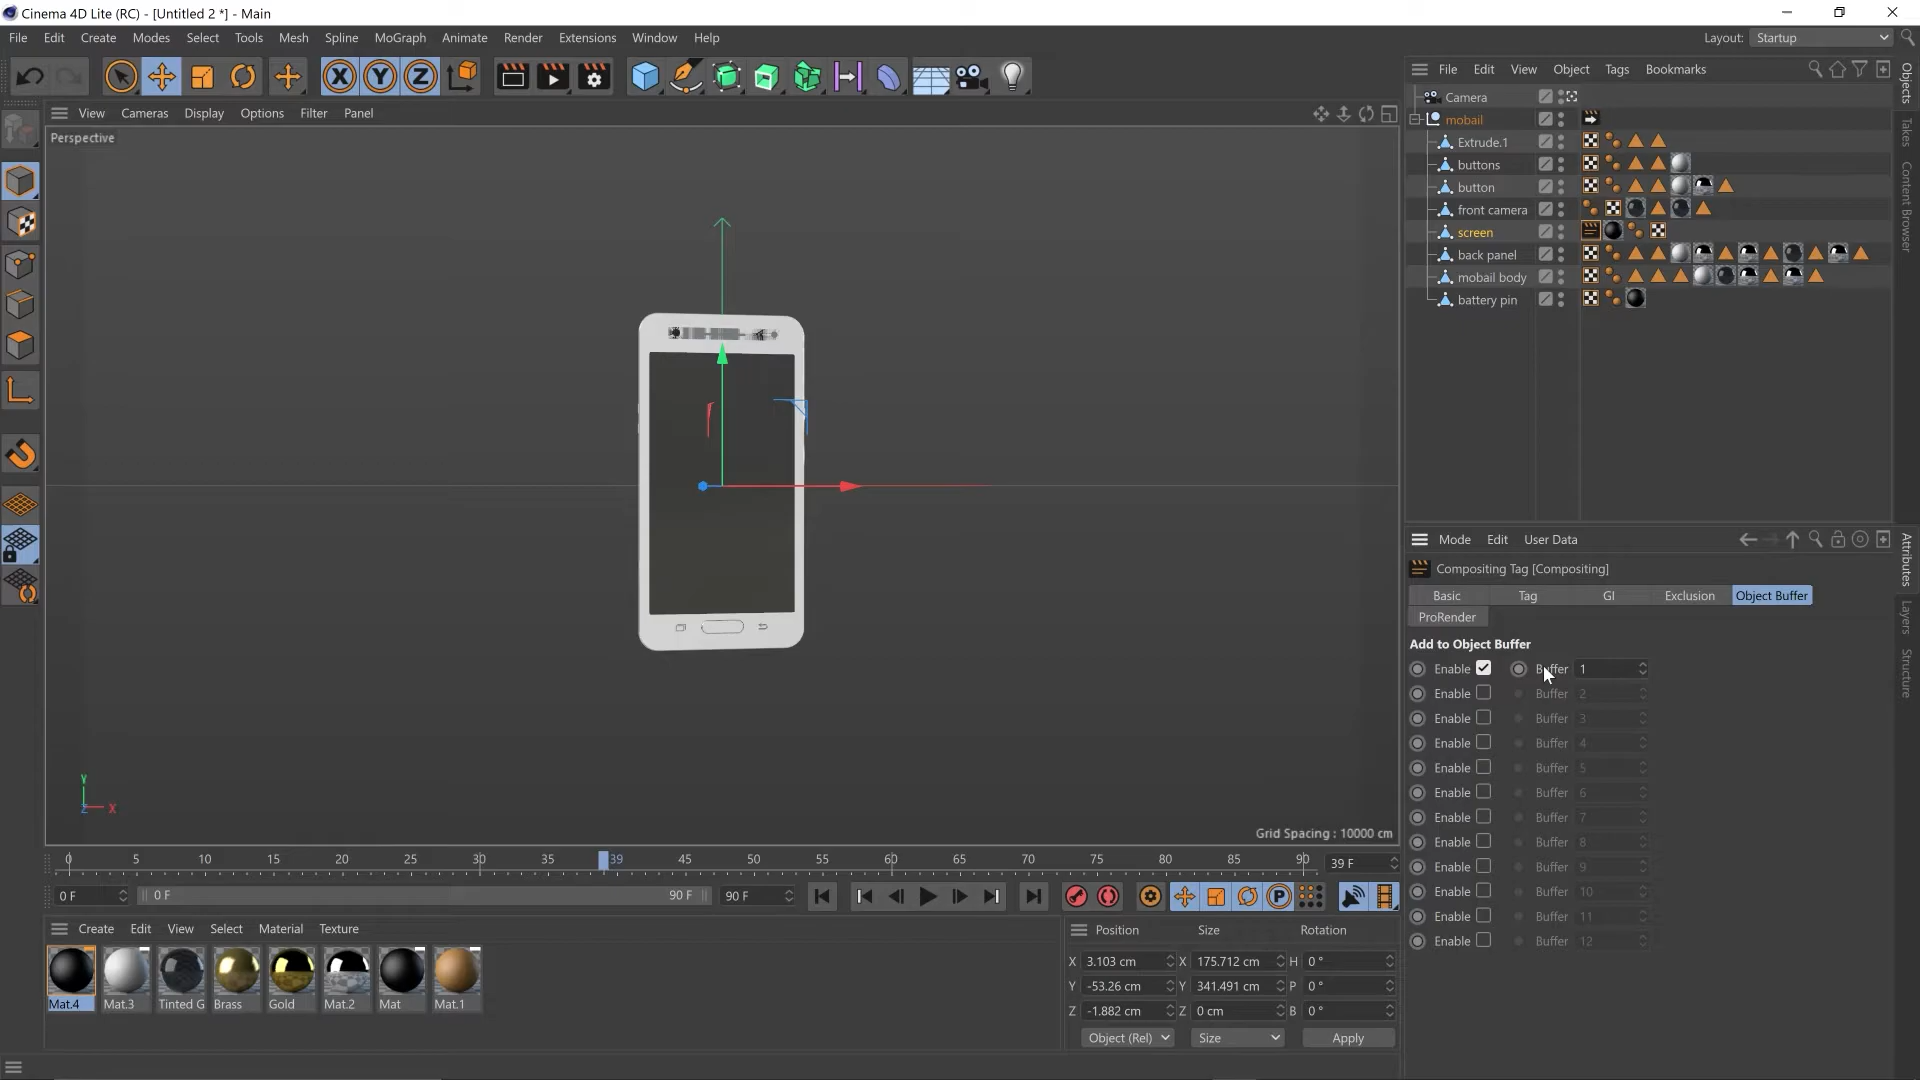 Cinema 4D Lite (RC) - [Untitled 2 *] - Main
File Edit Create Modes Select Tools Mesh Spline MoGraph Animate Render Extensions Window Help
Layout: Startup
X Y Z
View Cameras Display Options Filter Panel
Perspective
Y
Z X
Grid Spacing : 10000 cm
0 5 10 15 20 25 30 35 39 45 50 55 60 65 70 75 80 85 90
39 F
0 F
0 F
90 F
90 F
P
Create Edit View Select Material Texture
Mat.4 Mat.3 Tinted G Brass Gold Mat.2 Mat Mat.1
Position Size Rotation
X 3.103 cm X 175.712 cm H 0 °
Y -53.26 cm Y 341.491 cm P 0 °
Z -1.882 cm Z 0 cm B 0 °
Object (Rel) Size Apply
File Edit View Object Tags Bookmarks
Camera
mobail
Extrude.1
buttons
button
front camera
screen
back panel
mobail body
battery pin
Objects
Takes
Content Browser
Mode Edit User Data
Compositing Tag [Compositing]
Basic Tag GI Exclusion Object Buffer
ProRender
Add to Object Buffer
Enable Buffer 1
Enable Buffer 2
Enable Buffer 3
Enable Buffer 4
Enable Buffer 5
Enable Buffer 6
Enable Buffer 7
Enable Buffer 8
Enable Buffer 9
Enable Buffer 10
Enable Buffer 11
Enable Buffer 12
Attributes
Layers
Structure